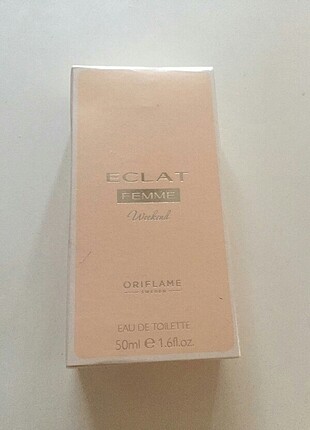 ECLAT
FEMME
Weekend
ORIFLAME
SWEDEN
EAU DE TOILETTE
50ml e 1.6fl.oz.